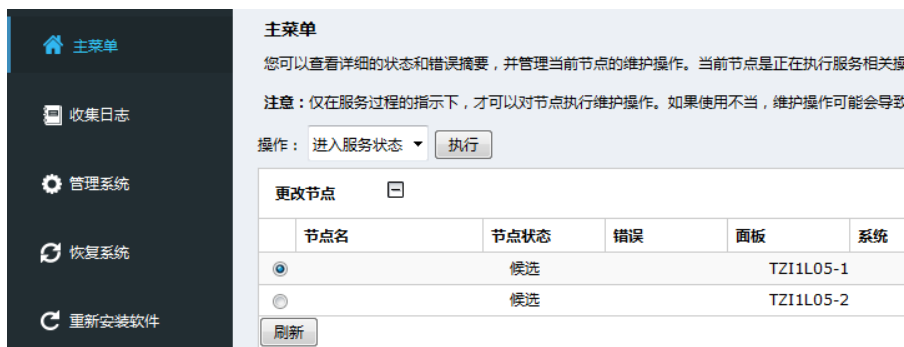 主菜单
收集日志
管理系统
恢复系统
重新安装软件
主菜单
您可以查看详细的状态和错误摘要，并管理当前节点的维护操作。当前节点是正在执行服务相关操
注意：仅在服务过程的指示下，才可以对节点执行维护操作。如果使用不当，维护操作可能会导致
操作： 进入服务状态 执行
更改节点
节点名 节点状态 错误 面板 系统
候选 TZI1L05-1
候选 TZI1L05-2
刷新